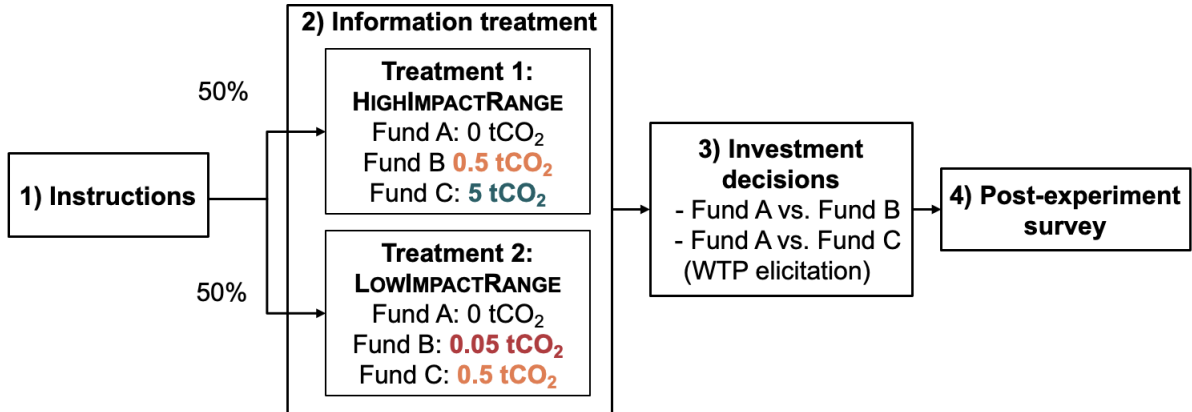 2) Information treatment
50%
Treatment 1:
HIGHIMPACTRANGE
Fund A: 0 tCO₂
Fund B 0.5 tCO₂
Fund C: 5 tCO₂
1) Instructions
50%
Treatment 2:
LOWIMPACTRANGE
Fund A: 0 tCO₂
Fund B: 0.05 tCO₂
Fund C: 0.5 tCO₂
3) Investment
decisions
- Fund A vs. Fund B
- Fund A vs. Fund C
(WTP elicitation)
4) Post-experiment
survey